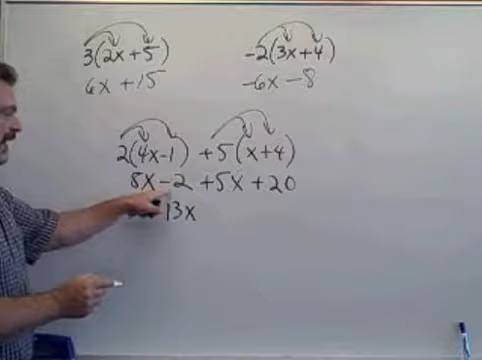 3(2x+5)
6x+15
-2(3x+4)
-6x-8
2(4x-1) +5(x+4)
8x-2+5x+20
13x